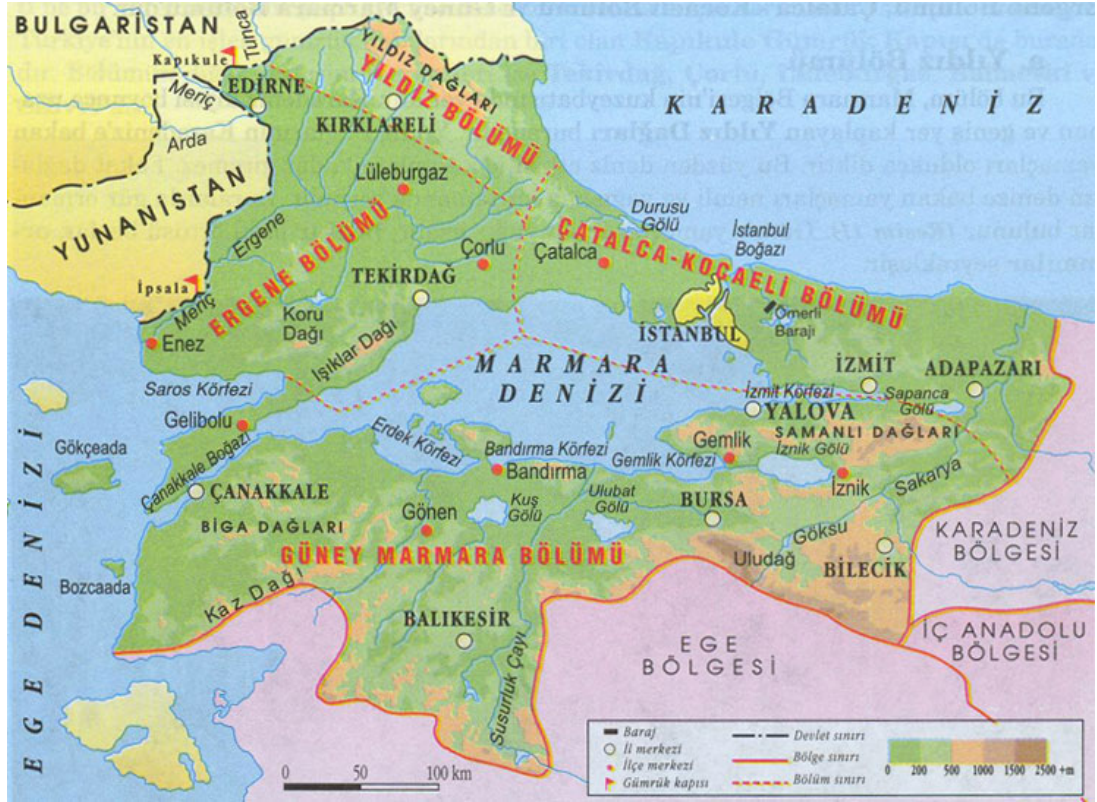 BULGARİSTAN
Kapıkule
Tunca
Meriç
EDİRNE
Arda
YILDIZ DAĞLARI
YILDIZ BÖLÜMÜ
KIRKLARELİ
KARADENİZ
YUNANİSTAN
Lüleburgaz
Ergene
ERGENE BÖLÜMÜ
Çorlu
Çatalca
Durusu
Gölü
İstanbul
Boğazı
ÇATALCA-KOCAELİ BÖLÜMÜ
TEKİRDAĞ
İpsala
Meriç
Enez
Koru
Dağı
Işıklar Dağı
İSTANBUL
Ömerli
Barajı
MARMARA
DENİZİ
İZMİT
ADAPAZARI
İzmit Körfezi
Sapanca
Gölü
YALOVA
SAMANLI DAĞLARI
Saros Körfezi
Gelibolu
Erdek Körfezi
Bandırma Körfezi
Bandırma
Gemlik
Gemlik Körfezi
İznik Gölü
İznik
Sakarya
Gökçeada
Çanakkale Boğazı
ÇANAKKALE
BİGA DAĞLARI
Gönen
Kuş
Gölü
Ulubat
Gölü
BURSA
Göksu
Uludağ
BİLECİK
KARADENİZ
BÖLGESİ
GÜNEY MARMARA BÖLÜMÜ
Bozcaada
Kaz Dağı
BALIKESİR
Susurluk Çayı
EGE
BÖLGESİ
İÇ ANADOLU
BÖLGESİ
EGE DENİZİ
0 50 100 km
Baraj
İl merkezi
İlçe merkezi
Gümrük kapısı
Devlet sınırı
Bölge sınırı
Bölüm sınırı
0 200 500 1000 1500 2500 +m